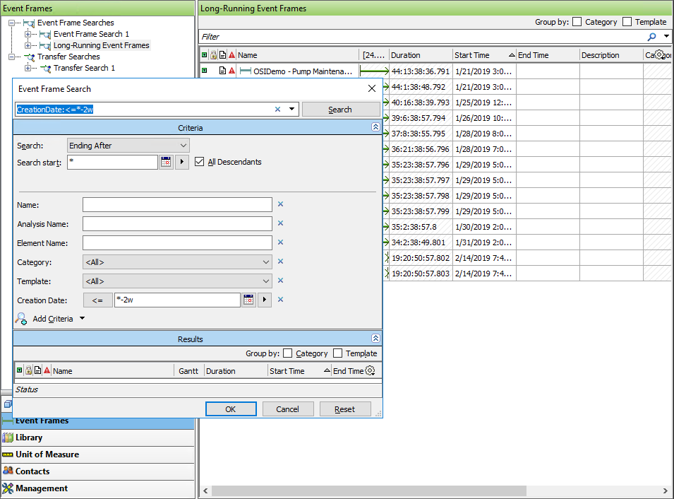 Event Frames
Event Frame Searches
Event Frame Search 1
Long-Running Event Frames
Transfer Searches
Transfer Search 1
Long-Running Event Frames
Group by: Category Template
Filter
Name [24.... Duration Start Time End Time Description
OSIDemo - Pump Maintena... 44:13:38:36.791 1/21/2019 3:0...
44:1:38:48.792 1/21/2019 3:0...
40:16:38:39.793 1/25/2019 12:...
39:6:38:57.794 1/26/2019 10:...
37:8:38:55.795 1/28/2019 8:0...
36:21:38:56.796 1/28/2019 7:0...
35:23:38:57.796 1/29/2019 5:0...
35:23:38:57.797 1/29/2019 5:0...
35:23:38:57.798 1/29/2019 5:0...
35:23:38:57.799 1/29/2019 5:0...
35:2:38:57.8 1/30/2019 2:0...
34:2:38:49.801 1/31/2019 2:0...
19:20:50:57.802 2/14/2019 7:4...
19:20:50:57.803 2/14/2019 7:4...
Event Frame Search
CreationDate:<=*-2w
Search
Criteria
Search: Ending After
Search start: * All Descendants
Name:
Analysis Name:
Element Name:
Category: <All>
Template: <All>
Creation Date: <= *-2w
Add Criteria
Results
Group by: Category Template
Name Gantt Duration Start Time End Time
Status
OK Cancel Reset
Event Frames
Library
Unit of Measure
Contacts
Management